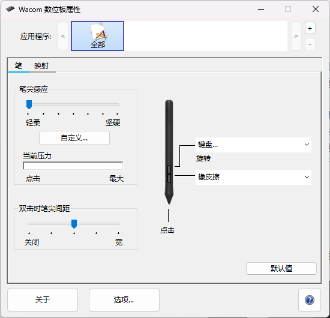 Wacom 数位板属性
应用程序:
全部
+
-
笔 映射
笔尖感应
轻柔 坚硬
自定义...
当前压力
点击 最大
双击时笔尖间距
关闭 宽
键盘...
旋转
橡皮擦
点击
默认值
关于 选项...
?